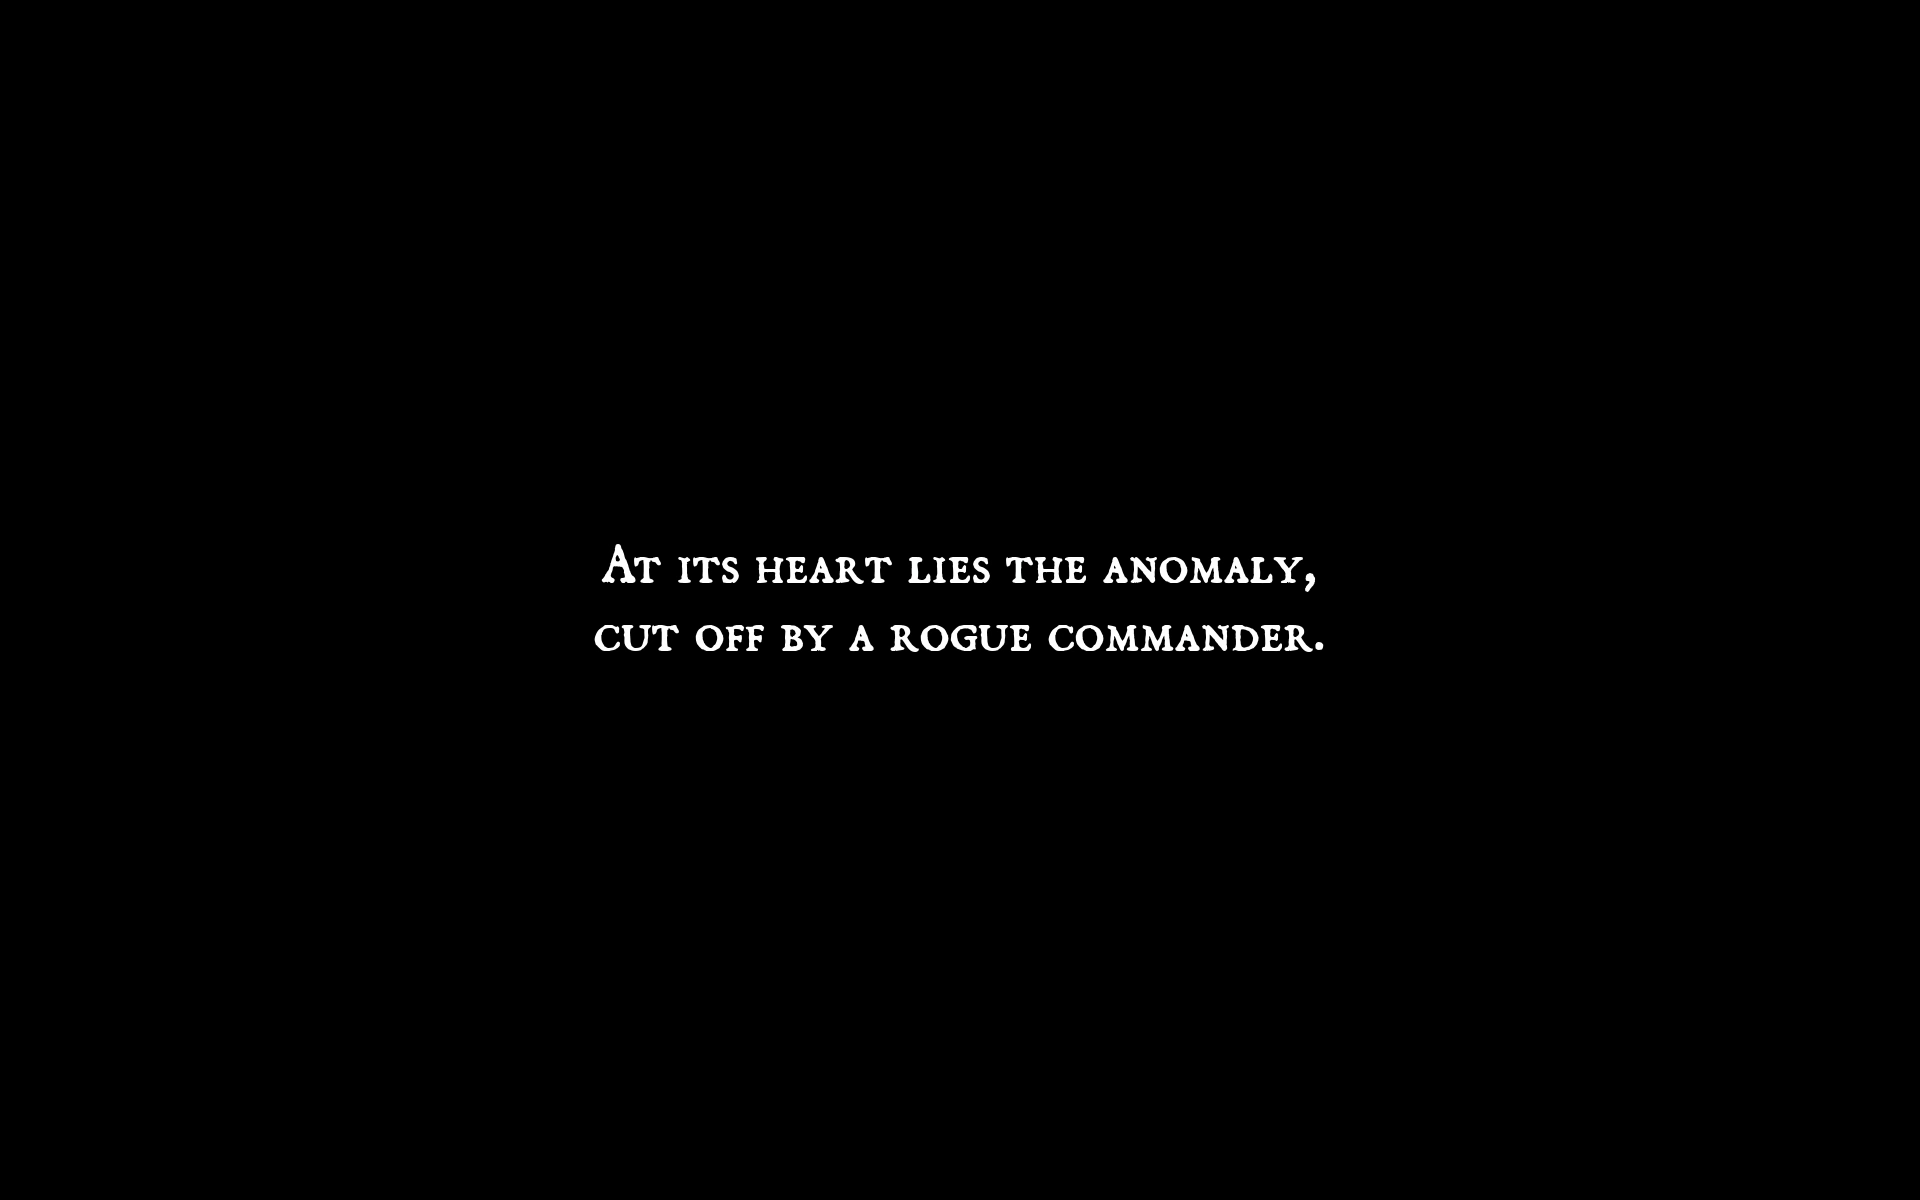 At its heart lies the anomaly,
cut off by a rogue commander.